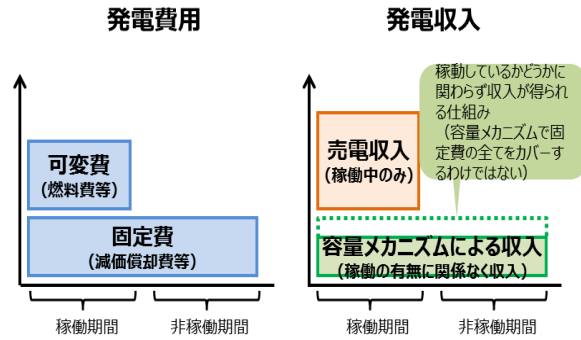 発電費用
発電収入
可変費
(燃料費等)
固定費
(減価償却費等)
稼働期間
非稼働期間
稼動しているかどうかに
関わらず収入が得られ
る仕組み
（容量メカニズムで固
定費の全てをカバーす
るわけではない）
売電収入
(稼働中のみ)
容量メカニズムによる収入
(稼働の有無に関係なく収入)
稼働期間
非稼働期間